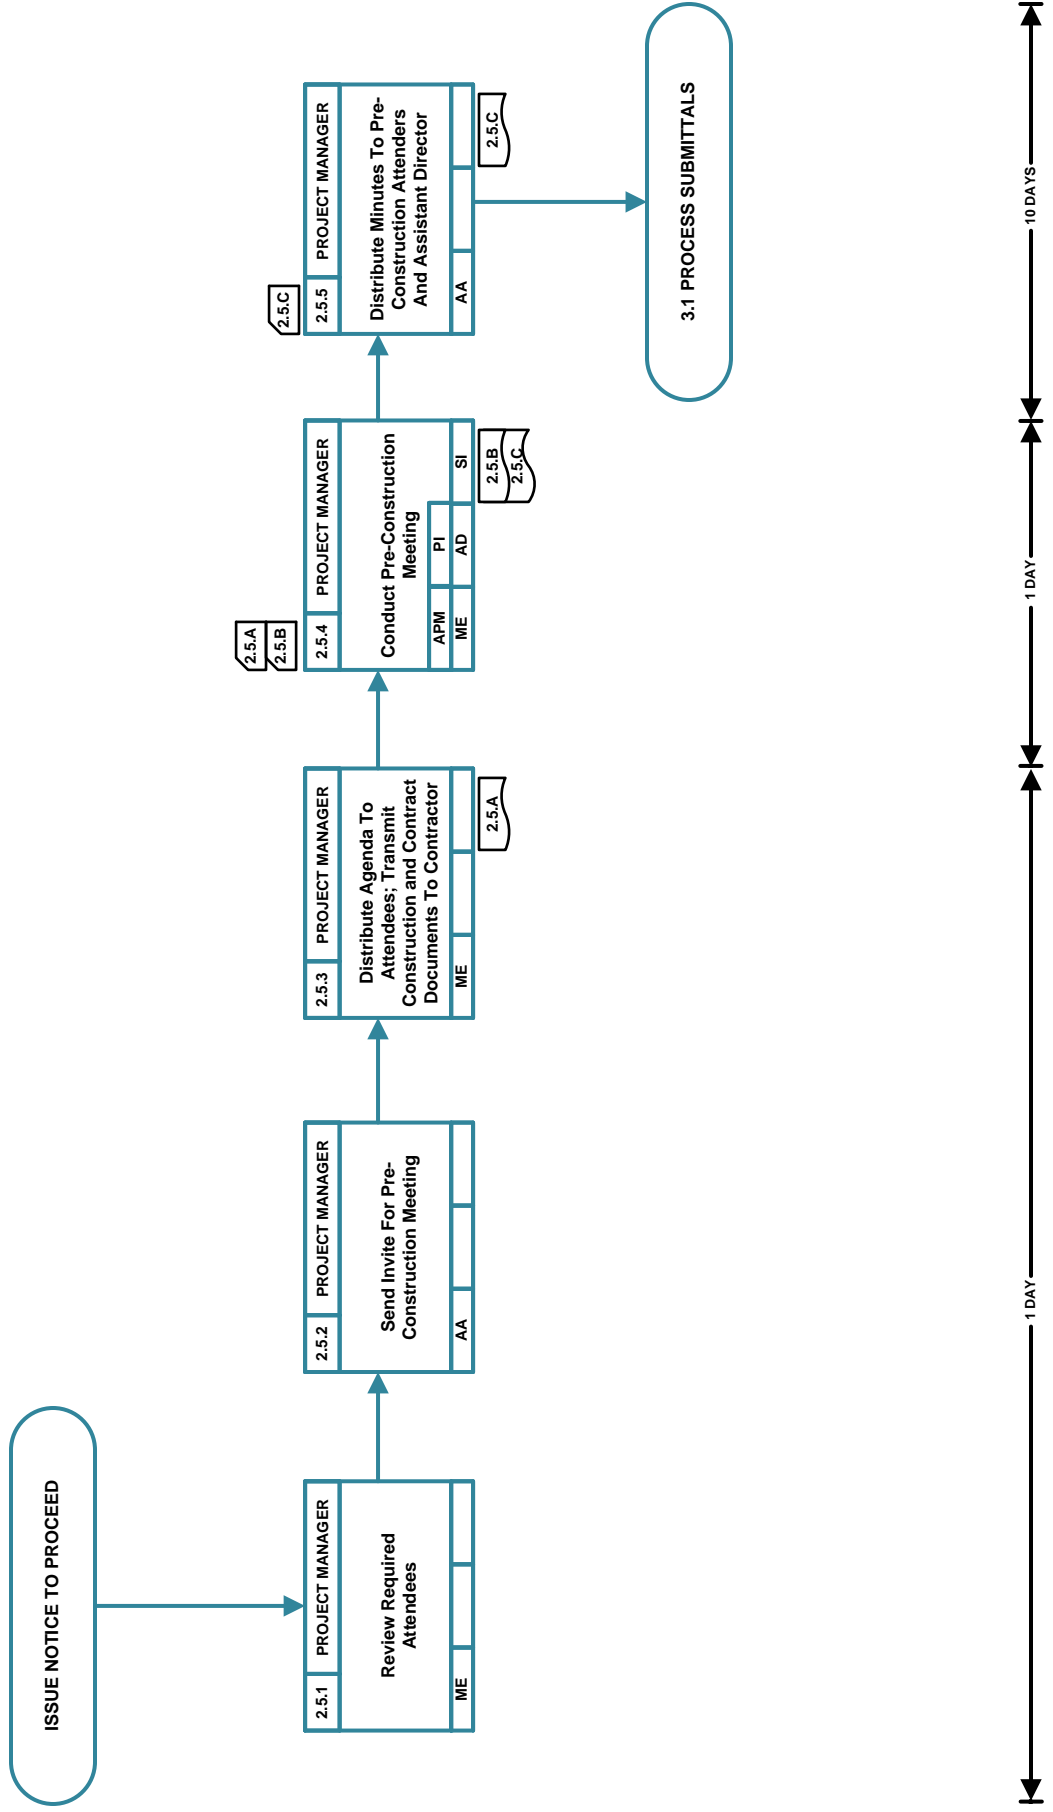 ISSUE NOTICE TO PROCEED
2.5.1
PROJECT MANAGER
Review Required
Attendees
ME
2.5.2
PROJECT MANAGER
Send Invite For Pre-
Construction Meeting
AA
2.5.3
PROJECT MANAGER
Distribute Agenda To
Attendees; Transmit
Construction and Contract
Documents To Contractor
ME
2.5.A
2.5.A
2.5.B
2.5.4
PROJECT MANAGER
Conduct Pre-Construction
Meeting
APM
PI
ME
AD
SI
2.5.B
2.5.C
2.5.C
2.5.5
PROJECT MANAGER
Distribute Minutes To Pre-
Construction Attenders
And Assistant Director
AA
2.5.C
3.1 PROCESS SUBMITTALS
1 DAY
1 DAY
10 DAYS